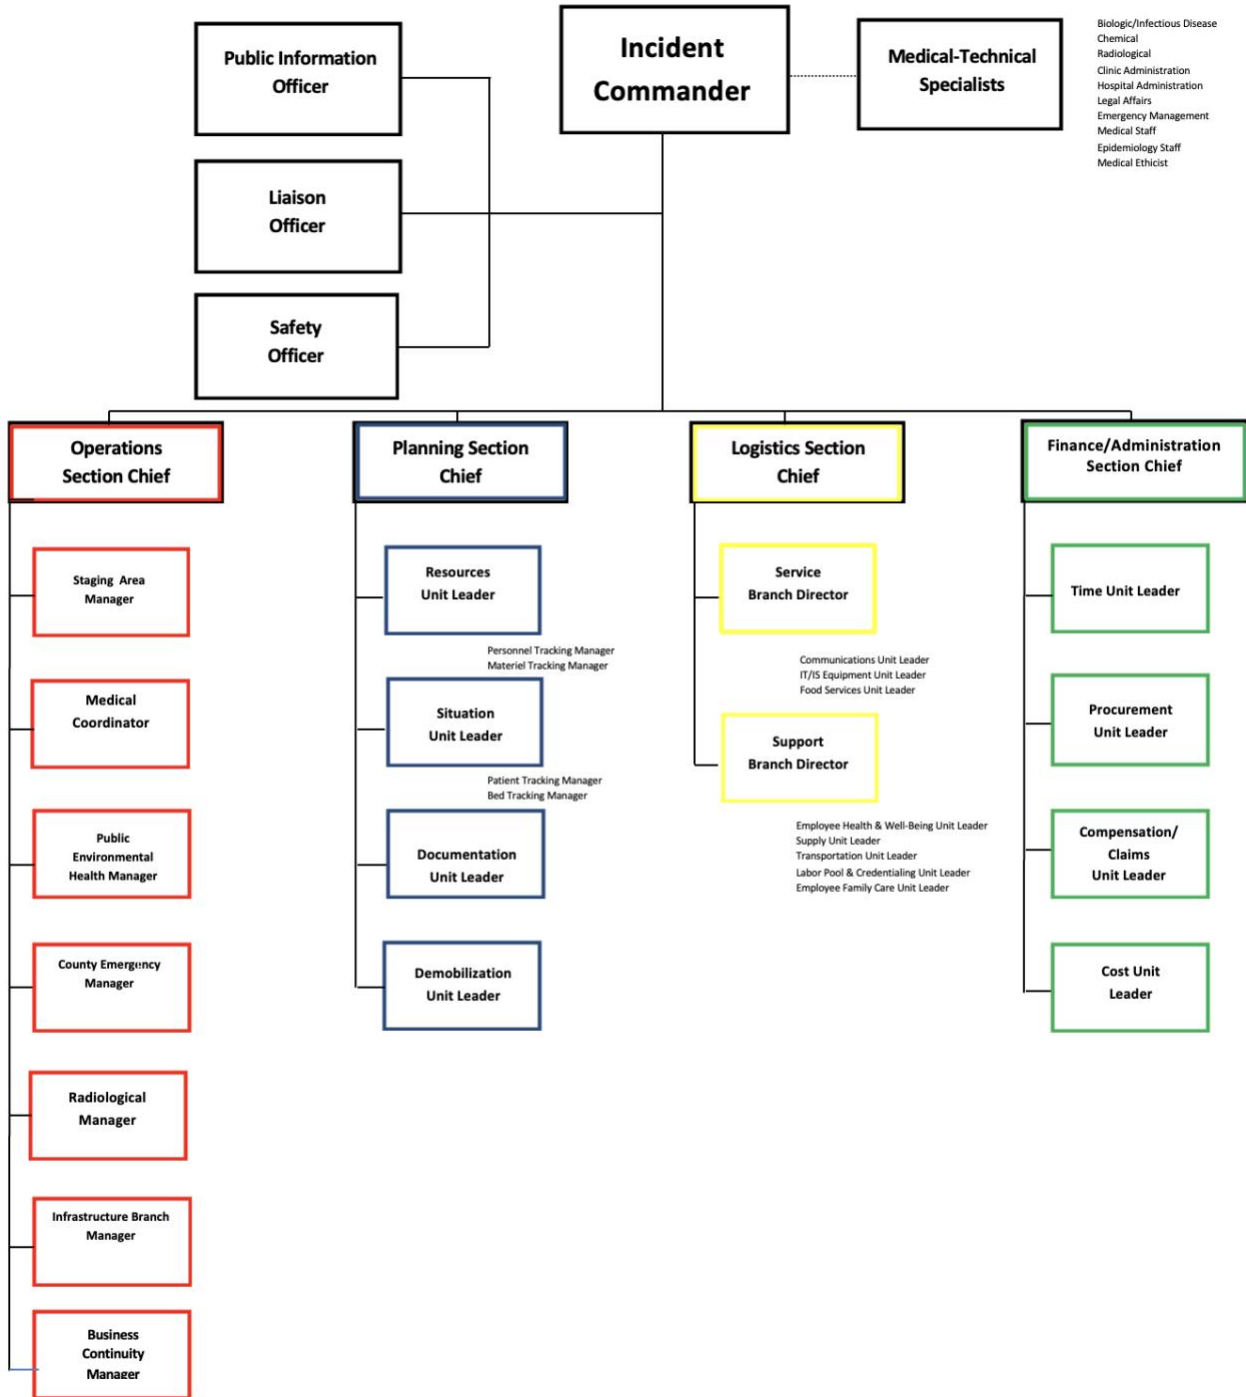 Public Information
Officer
Incident
Commander
Medical-Technical
Specialists
Biologic/Infectious Disease
Chemical
Radiological
Clinic Administration
Hospital Administration
Legal Affairs
Emergency Management
Medical Staff
Epidemiology Staff
Medical Ethicist
Liaison
Officer
Safety
Officer
Operations
Section Chief
Staging Area
Manager
Medical
Coordinator
Public
Environmental
Health Manager
County Emergency
Manager
Radiological
Manager
Infrastructure Branch
Manager
Business
Continuity
Manager
Planning Section
Chief
Resources
Unit Leader
Personnel Tracking Manager
Materiel Tracking Manager
Situation
Unit Leader
Patient Tracking Manager
Bed Tracking Manager
Documentation
Unit Leader
Demobilization
Unit Leader
Logistics Section
Chief
Service
Branch Director
Communications Unit Leader
IT/IS Equipment Unit Leader
Food Services Unit Leader
Support
Branch Director
Employee Health & Well-Being Unit Leader
Supply Unit Leader
Transportation Unit Leader
Labor Pool & Credentialing Unit Leader
Employee Family Care Unit Leader
Finance/Administration
Section Chief
Time Unit Leader
Procurement
Unit Leader
Compensation/
Claims
Unit Leader
Cost Unit
Leader